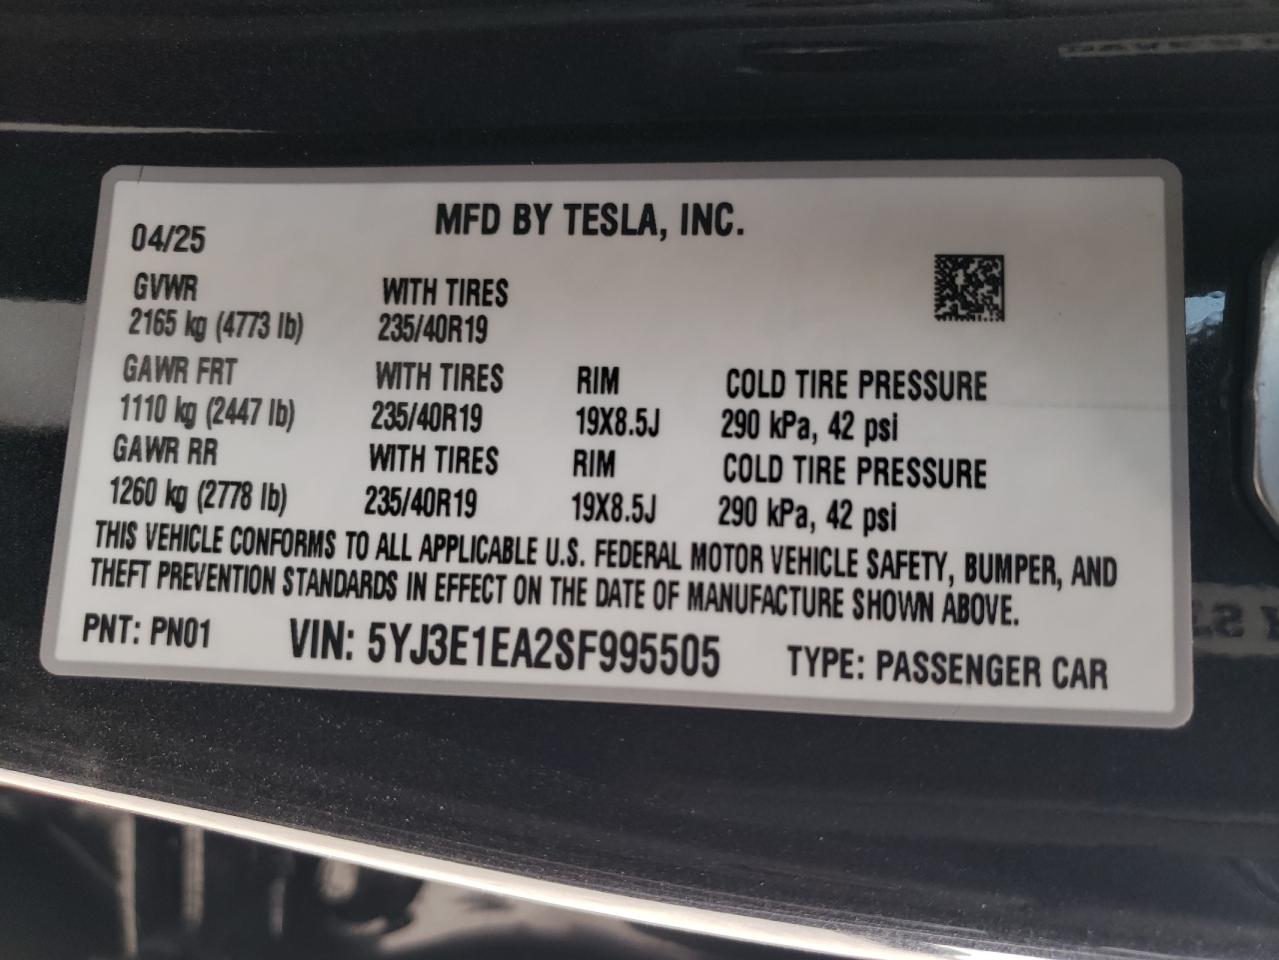 MFD BY TESLA, INC.
04/25
GVWR WITH TIRES
2165 kg (4773 lb) 235/40R19
GAWR FRT WITH TIRES RIM COLD TIRE PRESSURE
1110 kg (2447 lb) 235/40R19 19X8.5J 290 kPa, 42 psi
GAWR RR WITH TIRES RIM COLD TIRE PRESSURE
1260 kg (2778 lb) 235/40R19 19X8.5J 290 kPa, 42 psi
THIS VEHICLE CONFORMS TO ALL APPLICABLE U.S. FEDERAL MOTOR VEHICLE SAFETY, BUMPER, AND
THEFT PREVENTION STANDARDS IN EFFECT ON THE DATE OF MANUFACTURE SHOWN ABOVE.
PNT: PN01 VIN: 5YJ3E1EA2SF995505 TYPE: PASSENGER CAR